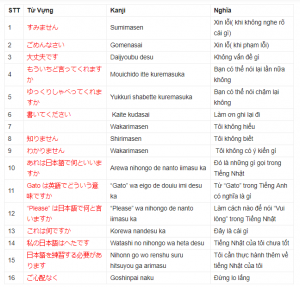 STT Từ Vựng Kanji Nghĩa
1 すみません Sumimasen Xin lỗi( khi không nghe rõ cái gì)
2 ごめんなさい Gomenasai Xin lỗi( khi phạm lỗi)
3 大丈夫です Daijyoubu desu Không vấn đề gì
4 もういちど言ってくれますか Mouichido itte kuremasuka Bạn có thể nói lại lần nữa không
5 ゆっくりしゃべってくれますか Yukkuri shabette kuremasuka Bạn có thể nói chậm lại không
6 書いてください Kaite kudasai Làm ơn ghi lại đi
7 Wakarimasen Tôi không hiểu
8 知りません Shirimasen Tôi không biết
9 わかりません Wakarimasen Tôi không có ý kiến gì
10 あれは日本語で何といいますか Arewa nihongo de nanto iimasu ka Đó là những gì gọi trong Tiếng Nhật
11 Gato は英語でどういう意味ですか “Gato” wa eigo de douiu imi desu ka Từ “Gato” trong Tiếng Anh có nghĩa là gì
12 “Please” は日本語で何と言いますか “Please” wa nihongo de nanto iimasu ka Làm cách nào để nói “Vui lòng” trong Tiếng Nhật
13 これは何ですか Korewa nandesu ka Đây là cái gì
14 私の日本語はへたです Watashi no nihongo wa heta desu Tiếng Nhật của tôi chưa tốt
15 日本語を練習する必要があります Nihonn go wo renshu suru hitsuyou ga arimasu Tôi cần thực hành thêm về tiếng Nhật của tôi
16 ご心配なく Goshinpai naku Đừng lo lắng